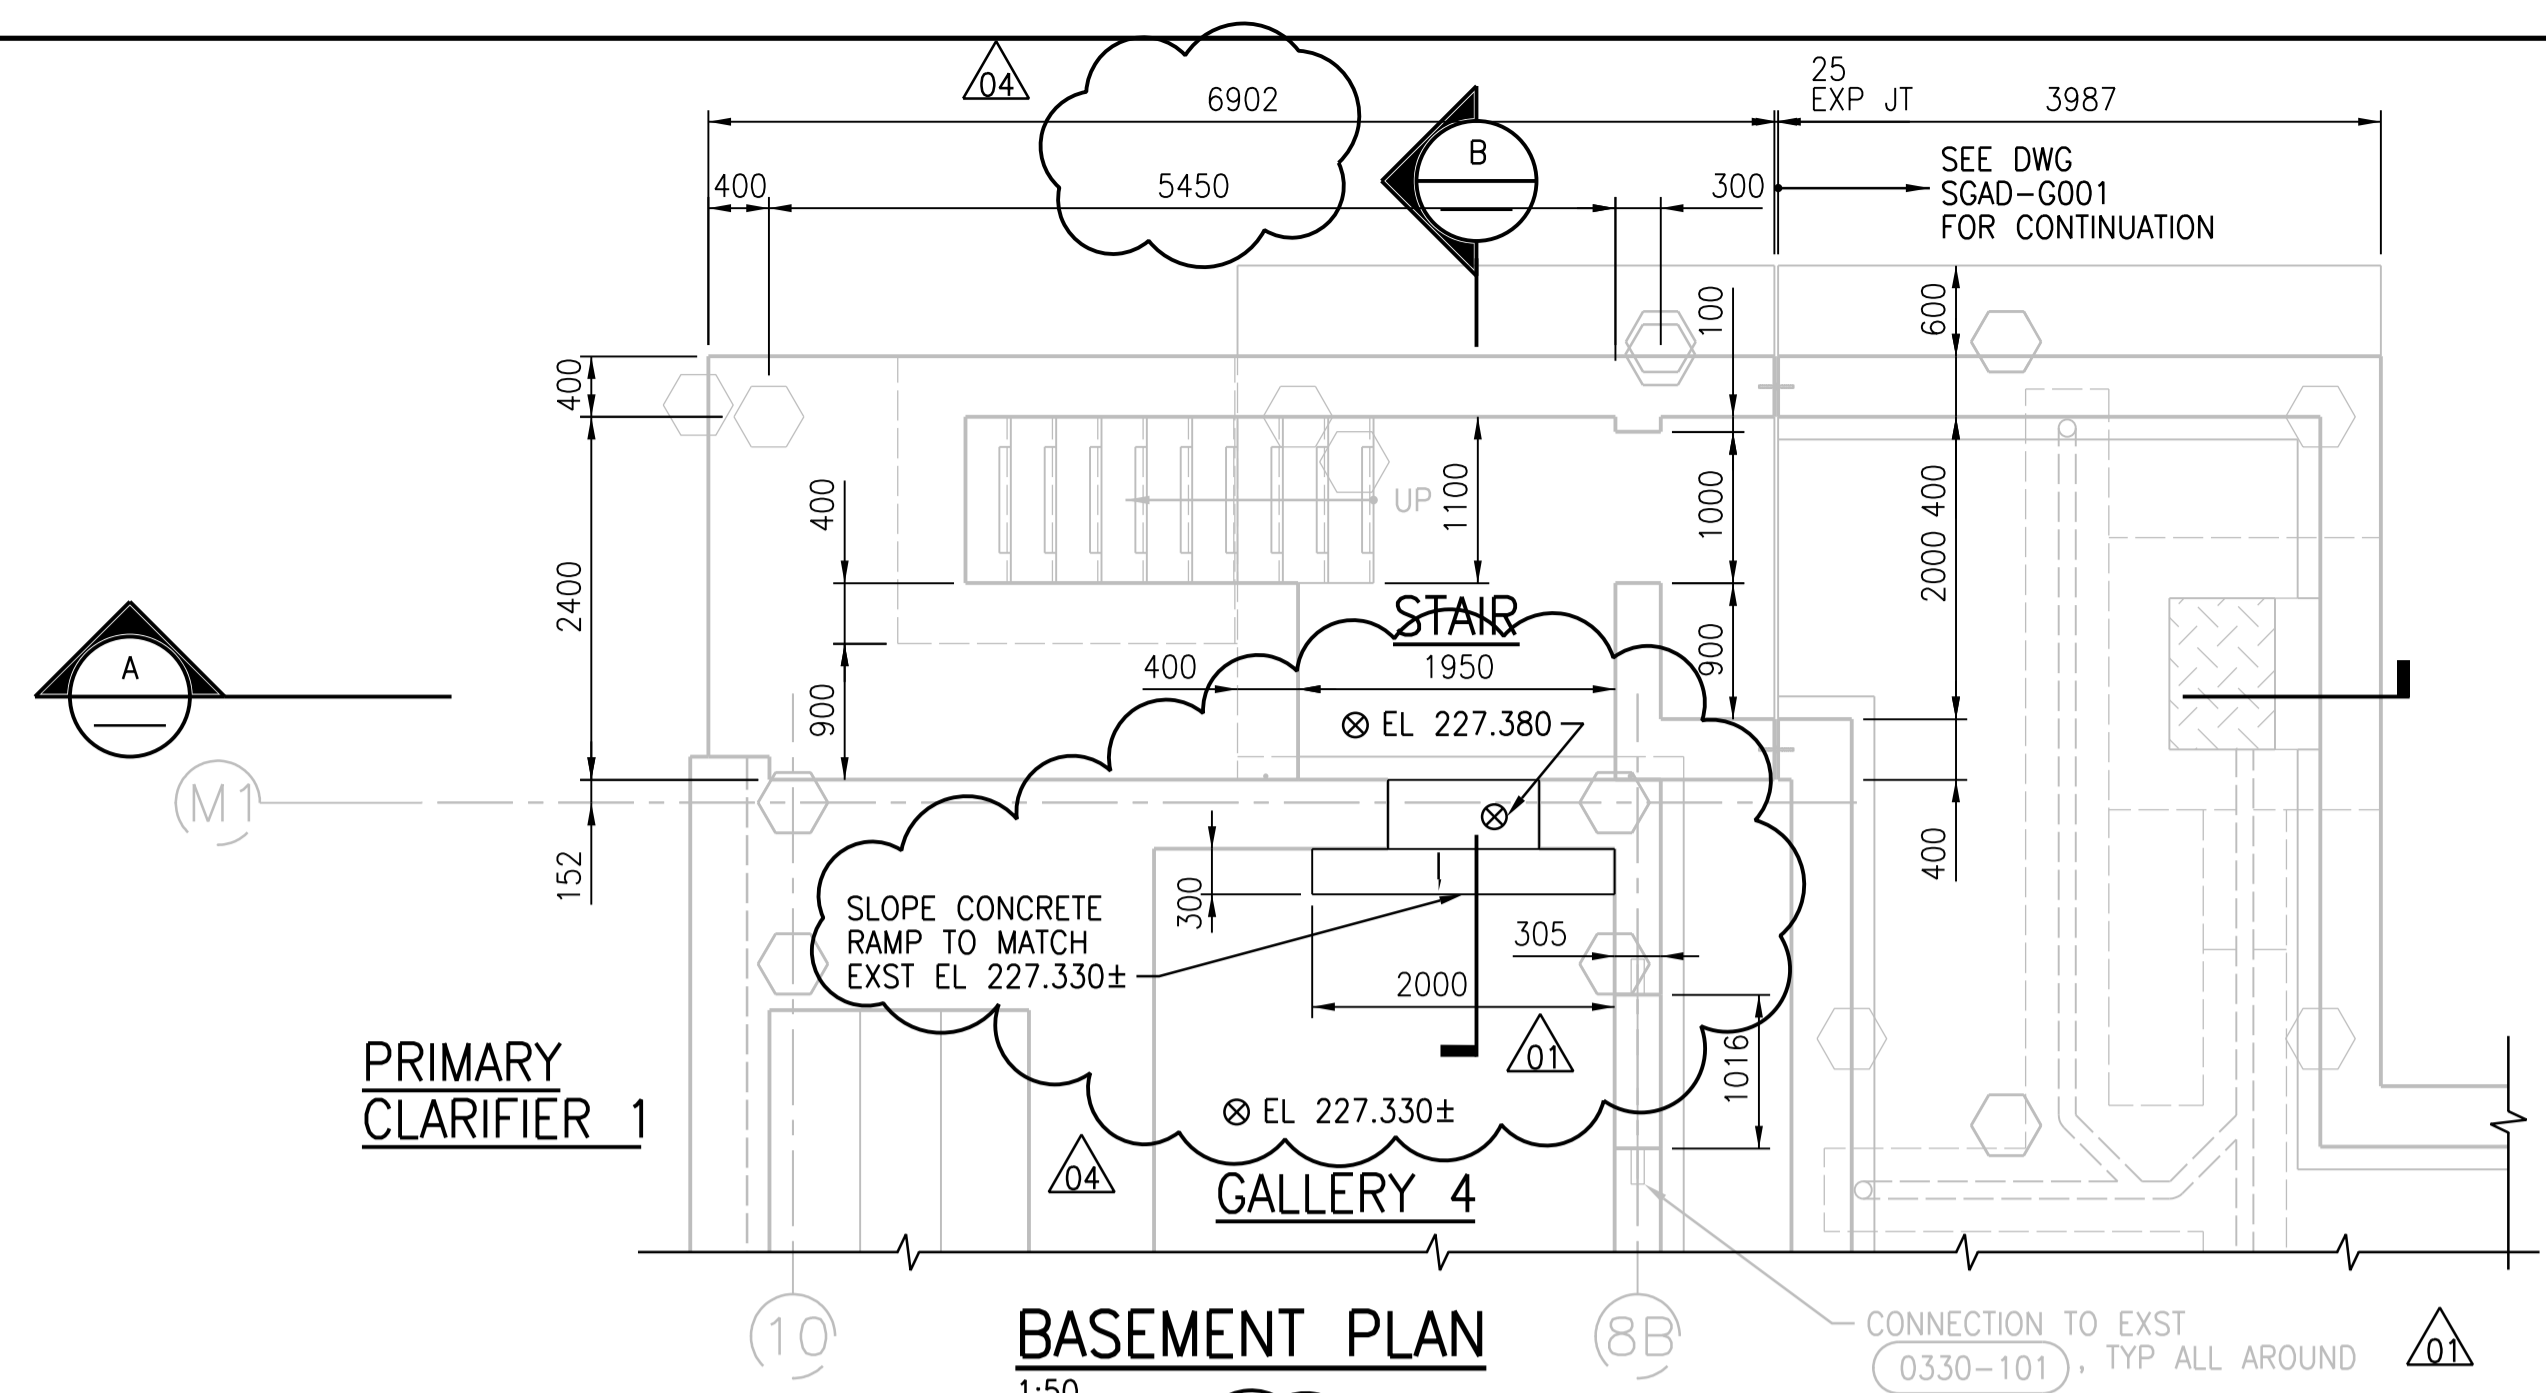 04
6902
25
EXP JT
3987
B
SEE DWG
SGAD-G001
FOR CONTINUATION
400
5450
300
100
600
400
400
UP
1100
1000
2000 400
2400
STAIR
A
400
1950
900
900
EL 227.380
M1
152
300
400
SLOPE CONCRETE
RAMP TO MATCH
EXST EL 227.330±
305
2000
PRIMARY
CLARIFIER 1
01
1016
EL 227.330±
04
GALLERY 4
10
BASEMENT PLAN
1:50
8B
CONNECTION TO EXST
0330-101, TYP ALL AROUND
01